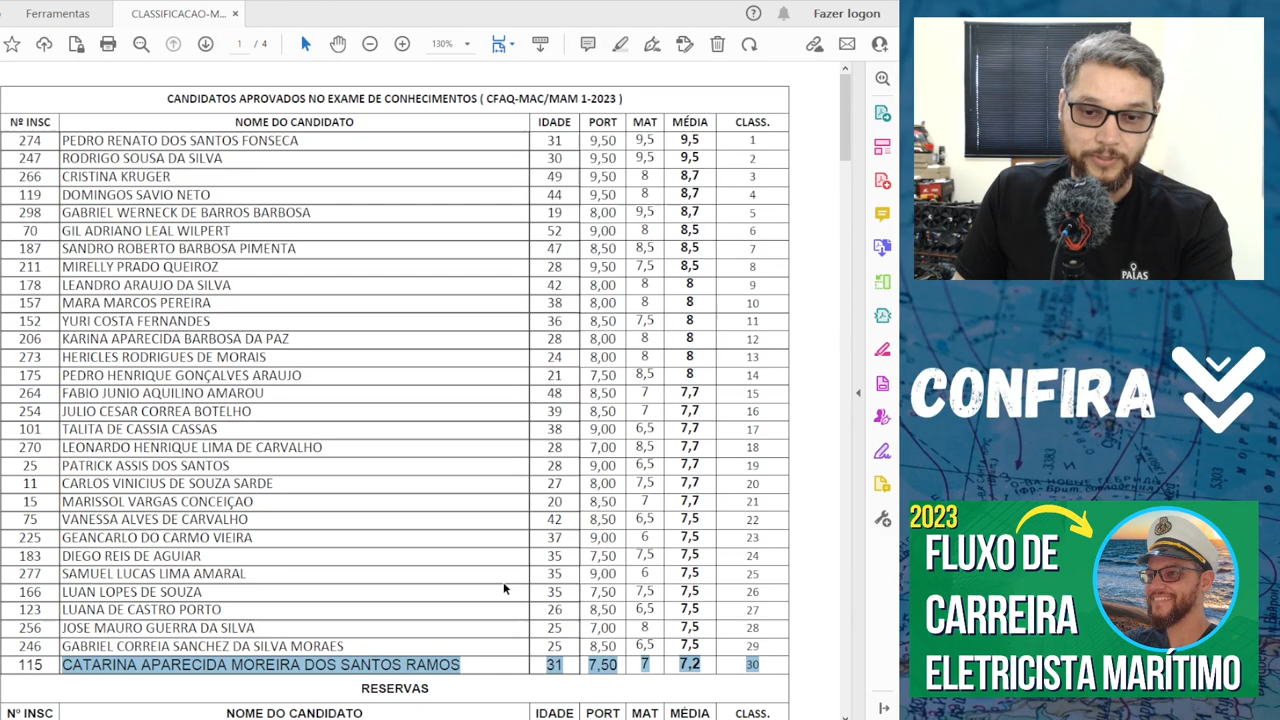 Ferramentas CLASSIFICACAO-M... × Fazer logon
1 / 4 130%
CANDIDATOS APROVADOS NO EXAME DE CONHECIMENTOS ( CFAQ-MAC/MAM 1-2023 )
Nº INSC NOME DO CANDIDATO IDADE PORT MAT MÉDIA CLASS.
274 PEDRO RENATO DOS SANTOS FONSECA 31 9,50 9,5 9,5 1
247 RODRIGO SOUSA DA SILVA 30 9,50 9,5 9,5 2
266 CRISTINA KRUGER 49 9,50 8 8,7 3
119 DOMINGOS SAVIO NETO 44 9,50 8 8,7 4
298 GABRIEL WERNECK DE BARROS BARBOSA 19 8,00 9,5 8,7 5
70 GIL ADRIANO LEAL WILPERT 52 9,00 8 8,5 6
187 SANDRO ROBERTO BARBOSA PIMENTA 47 8,50 8,5 8,5 7
211 MIRELLY PRADO QUEIROZ 28 9,50 7,5 8,5 8
178 LEANDRO ARAUJO DA SILVA 42 8,00 8 8 9
157 MARA MARCOS PEREIRA 38 8,00 8 8 10
152 YURI COSTA FERNANDES 36 8,50 7,5 8 11
206 KARINA APARECIDA BARBOSA DA PAZ 28 8,00 8 8 12
273 HERICLES RODRIGUES DE MORAIS 24 8,00 8 8 13
175 PEDRO HENRIQUE GONÇALVES ARAUJO 21 7,50 8,5 8 14
264 FABIO JUNIO AQUILINO AMAROU 48 8,50 7 7,7 15
254 JULIO CESAR CORREA BOTELHO 39 8,50 7 7,7 16
101 TALITA DE CASSIA CASSAS 38 9,00 6,5 7,7 17
270 LEONARDO HENRIQUE LIMA DE CARVALHO 28 7,00 8,5 7,7 18
25 PATRICK ASSIS DOS SANTOS 28 9,00 6,5 7,7 19
11 CARLOS VINICIUS DE SOUZA SARDE 27 8,00 7,5 7,7 20
15 MARISSOL VARGAS CONCEIÇAO 20 8,50 7 7,7 21
75 VANESSA ALVES DE CARVALHO 42 8,50 6,5 7,5 22
225 GEANCARLO DO CARMO VIEIRA 37 9,00 6 7,5 23
183 DIEGO REIS DE AGUIAR 35 7,50 7,5 7,5 24
277 SAMUEL LUCAS LIMA AMARAL 35 9,00 6 7,5 25
166 LUAN LOPES DE SOUZA 35 7,50 7,5 7,5 26
123 LUANA DE CASTRO PORTO 26 8,50 6,5 7,5 27
256 JOSE MAURO GUERRA DA SILVA 25 7,00 8 7,5 28
246 GABRIEL CORREIA SANCHEZ DA SILVA MORAES 25 8,50 6,5 7,5 29
115 CATARINA APARECIDA MOREIRA DOS SANTOS RAMOS 31 7,50 7 7,2 30
RESERVAS
Nº INSC NOME DO CANDIDATO IDADE PORT MAT MÉDIA CLASS.
PALAS
CONFIRA
2023
FLUXO DE
CARREIRA
ELETRICISTA MARÍTIMO